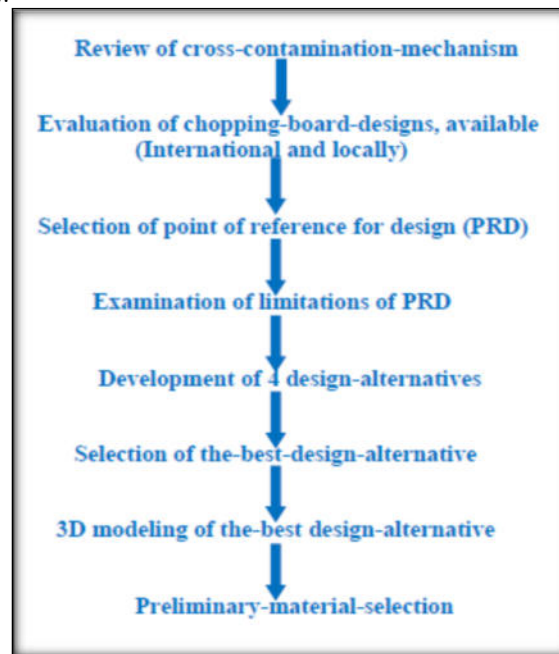 Review of cross-contamination-mechanism
Evaluation of chopping-board-designs, available
(International and locally)
Selection of point of reference for design (PRD)
Examination of limitations of PRD
Development of 4 design-alternatives
Selection of the-best-design-alternative
3D modeling of the-best design-alternative
Preliminary-material-selection